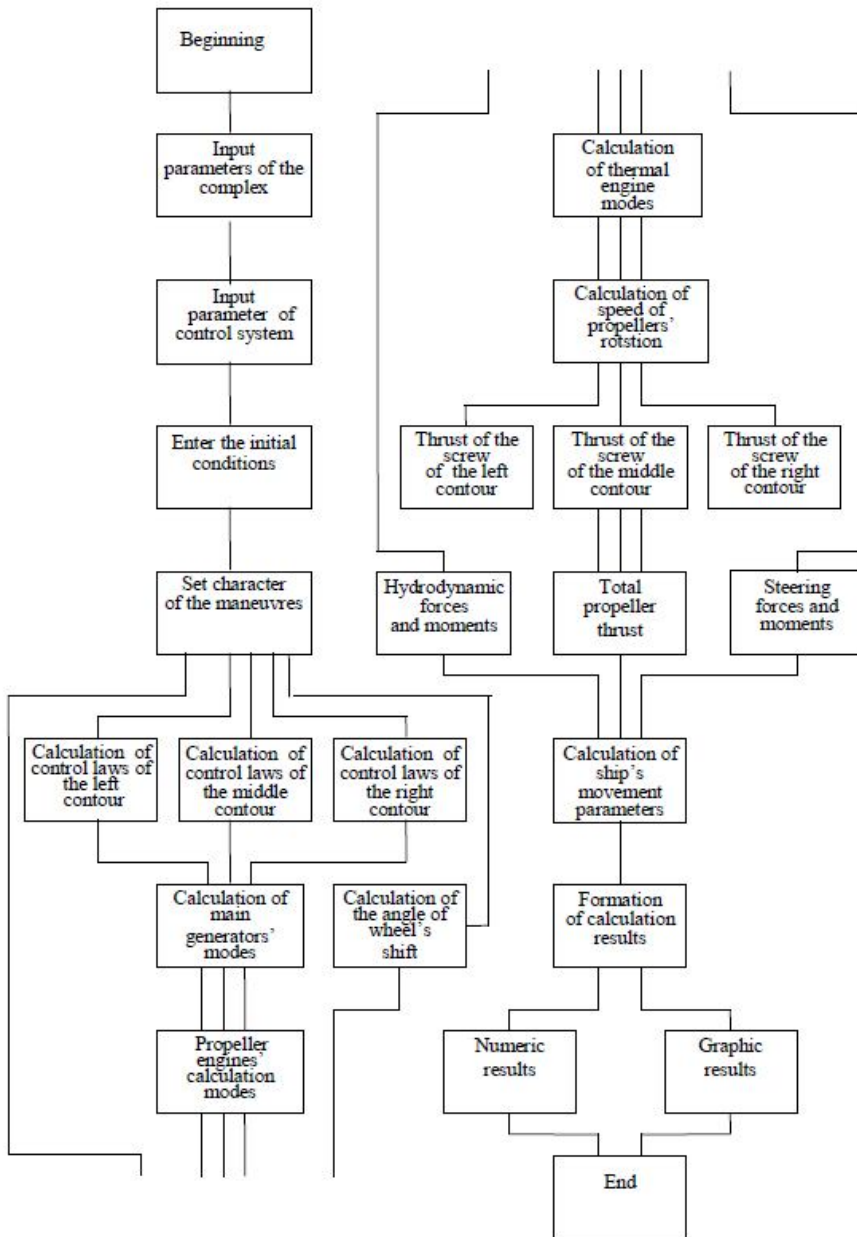 Beginning
Input
parameters of the
complex
Input
parameter of
control system
Enter the initial
conditions
Set character
of the maneuvres
Calculation of
control laws of
the left
contour
Calculation of
control laws of
the middle
contour
Calculation of
control laws of
the right
contour
Calculation of
main
generators’
modes
Calculation of
the angle of
wheel’s
shift
Propeller
engines’
calculation
modes
Calculation
of thermal
engine
modes
Calculation of
speed of
propellers’
rotstion
Thrust of the
screw
of the left
contour
Thrust of the
screw
of the middle
contour
Thrust of the
screw
of the right
contour
Hydrodynamic
forces
and moments
Total
propeller
thrust
Steering
forces and
moments
Calculation of
ship’s
movement
parameters
Formation
of calculation
results
Numeric
results
Graphic
results
End